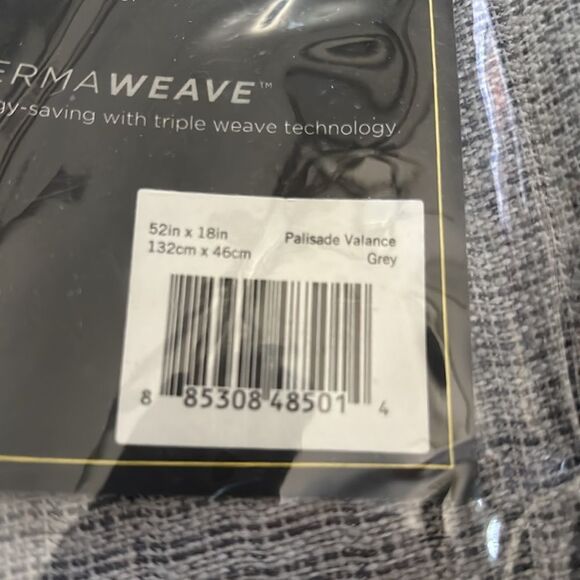 ERMAWEAVE™
gy-saving with triple weave technology.
52in x 18in
132cm x 46cm
Palisade Valance
Grey
8 85308 48501 4